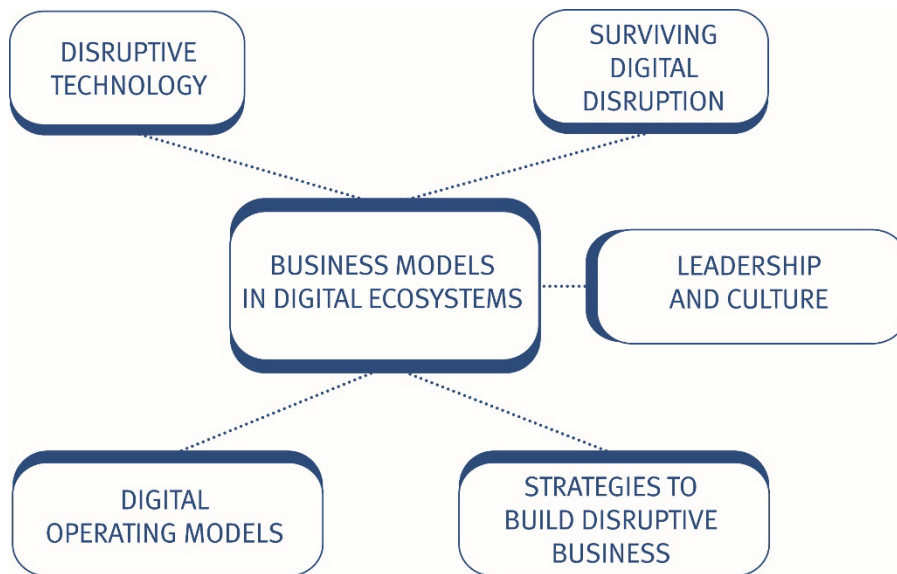 DISRUPTIVE
TECHNOLOGY
SURVIVING
DIGITAL
DISRUPTION
BUSINESS MODELS
IN DIGITAL ECOSYSTEMS
LEADERSHIP
AND CULTURE
DIGITAL
OPERATING MODELS
STRATEGIES TO
BUILD DISRUPTIVE
BUSINESS